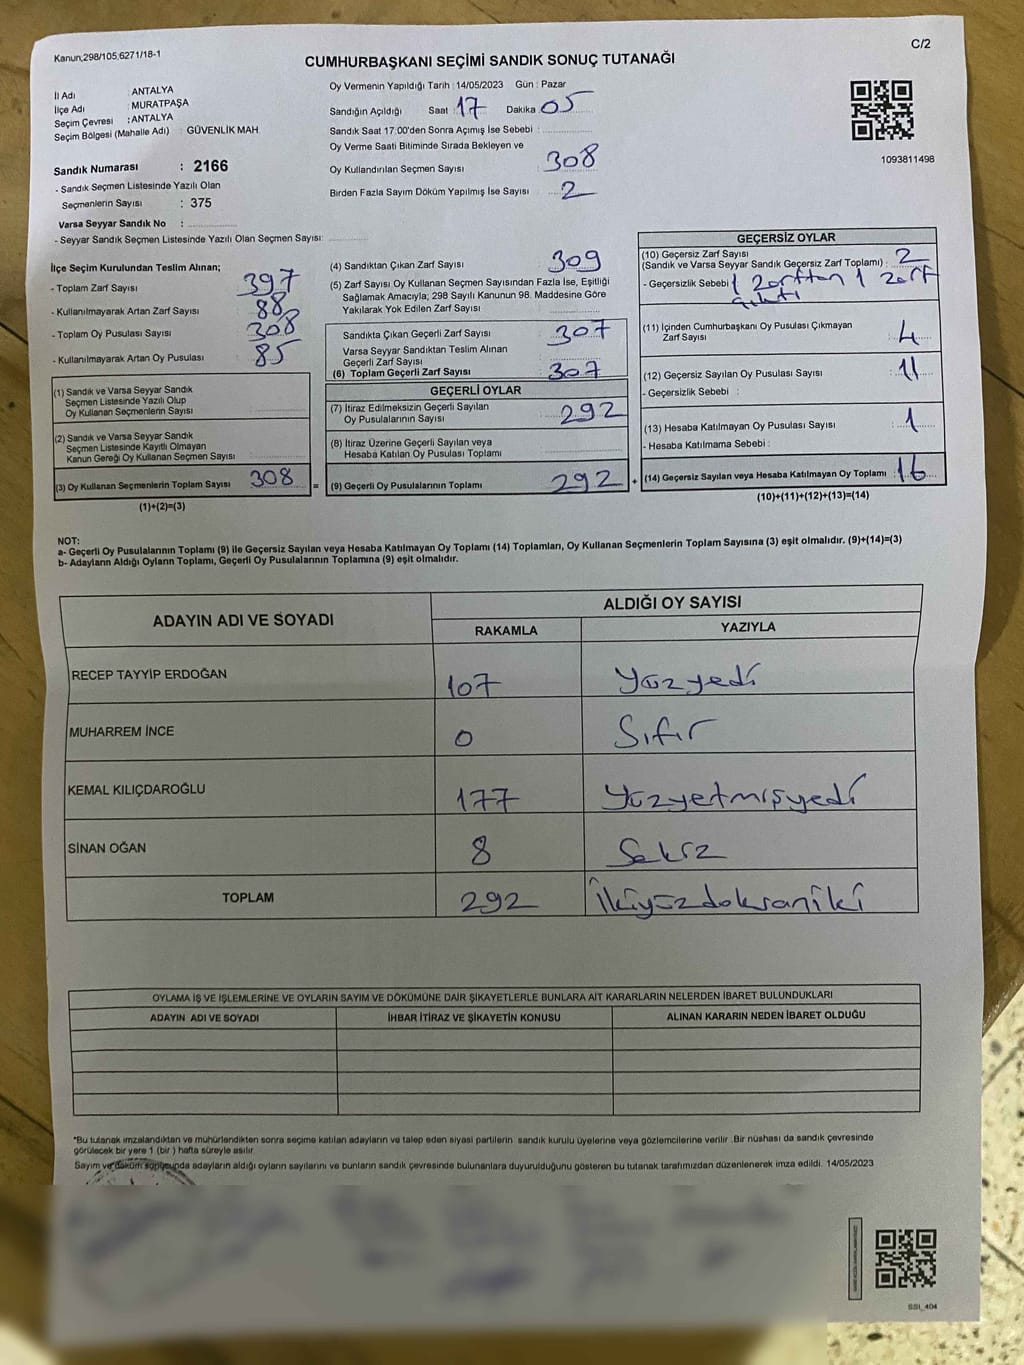 Kanun;298/105;6271/18-1
C/2
CUMHURBAŞKANI SEÇİMİ SANDIK SONUÇ TUTANAĞI
İl Adı : ANTALYA
İlçe Adı : MURATPAŞA
Seçim Çevresi : ANTALYA
Seçim Bölgesi (Mahalle Adı) : GÜVENLİK MAH
Sandık Numarası : 2166
- Sandık Seçmen Listesinde Yazılı Olan
Seçmenlerin Sayısı : 375
Varsa Seyyar Sandık No :
- Seyyar Sandık Seçmen Listesinde Yazılı Olan Seçmen Sayısı:
Oy Vermenin Yapıldığı Tarih : 14/05/2023 Gün : Pazar
Sandığın Açıldığı Saat : 17 Dakika : 05
Sandık Saat 17.00'den Sonra Açımış İse Sebebi :
Oy Verme Saati Bitiminde Sırada Bekleyen ve
Oy Kullandırılan Seçmen Sayısı : 308
Birden Fazla Sayım Döküm Yapılmış İse Sayısı : 2
1093811498
İlçe Seçim Kurulundan Teslim Alınan;
- Toplam Zarf Sayısı : 397
- Kullanılmayarak Artan Zarf Sayısı : 88
- Toplam Oy Pusulası Sayısı : 308
- Kullanılmayarak Artan Oy Pusulası : 85
(1) Sandık ve Varsa Seyyar Sandık
Seçmen Listesinde Yazılı Olup
Oy Kullanan Seçmenlerin Sayısı :
(2) Sandık ve Varsa Seyyar Sandık
Seçmen Listesinde Kayıtlı Olmayan
Kanun Gereği Oy Kullanan Seçmen Sayısı :
(3) Oy Kullanan Seçmenlerin Toplam Sayısı : 308
(1)+(2)=(3)
=
(4) Sandıktan Çıkan Zarf Sayısı : 309
(5) Zarf Sayısı Oy Kullanan Seçmen Sayısından Fazla İse, Eşitliği
Sağlamak Amacıyla; 298 Sayılı Kanunun 98. Maddesine Göre
Yakılarak Yok Edilen Zarf Sayısı :
Sandıkta Çıkan Geçerli Zarf Sayısı : 307
Varsa Seyyar Sandıktan Teslim Alınan
Geçerli Zarf Sayısı :
(6) Toplam Geçerli Zarf Sayısı : 307
GEÇERLİ OYLAR
(7) İtiraz Edilmeksizin Geçerli Sayılan
Oy Pusulalarının Sayısı : 292
(8) İtiraz Üzerine Geçerli Sayılan veya
Hesaba Katılan Oy Pusulası Toplamı :
(9) Geçerli Oy Pusulalarının Toplamı : 292
+
GEÇERSİZ OYLAR
(10) Geçersiz Zarf Sayısı
(Sandık ve Varsa Seyyar Sandık Geçersiz Zarf Toplamı) : 2
- Geçersizlik Sebebi : 1 zarftan 1 zarf
çıktı
(11) İçinden Cumhurbaşkanı Oy Pusulası Çıkmayan
Zarf Sayısı : 4
(12) Geçersiz Sayılan Oy Pusulası Sayısı : 11
- Geçersizlik Sebebi :
(13) Hesaba Katılmayan Oy Pusulası Sayısı : 1
- Hesaba Katılmama Sebebi :
(14) Geçersiz Sayılan veya Hesaba Katılmayan Oy Toplamı : 16
(10)+(11)+(12)+(13)=(14)
NOT:
a- Geçerli Oy Pusulalarının Toplamı (9) ile Geçersiz Sayılan veya Hesaba Katılmayan Oy Toplamı (14) Toplamları, Oy Kullanan Seçmenlerin Toplam Sayısına (3) eşit olmalıdır. (9)+(14)=(3)
b- Adayların Aldığı Oyların Toplamı, Geçerli Oy Pusulalarının Toplamına (9) eşit olmalıdır.
ADAYIN ADI VE SOYADI
ALDIĞI OY SAYISI
RAKAMLA YAZIYLA
RECEP TAYYİP ERDOĞAN 107 Yüzyedi
MUHARREM İNCE 0 Sıfır
KEMAL KILIÇDAROĞLU 177 Yüzyetmişyedi
SİNAN OĞAN 8 Sekiz
TOPLAM 292 İkiyüzdoksaniki
OYLAMA İŞ VE İŞLEMLERİNE VE OYLARIN SAYIM VE DÖKÜMÜNE DAİR ŞİKAYETLERLE BUNLARA AİT KARARLARIN NELERDEN İBARET BULUNDUKLARI
ADAYIN ADI VE SOYADI İHBAR İTİRAZ VE ŞİKAYETİN KONUSU ALINAN KARARIN NEDEN İBARET OLDUĞU
*Bu tutanak imzalandıktan ve mühürlendikten sonra seçime katılan adayların ve talep eden siyasi partilerin sandık kurulu üyelerine veya gözlemcilerine verilir .Bir nüshası da sandık çevresinde
görülecek bir yere 1 (bir ) hafta süreyle asılır.
Sayım ve döküm sonucunda adayların aldığı oyların sayılarını ve bunların sandık çevresinde bulunanlara duyurulduğunu gösteren bu tutanak tarafımızdan düzenlenerek imza edildi. 14/05/2023
SSI_404